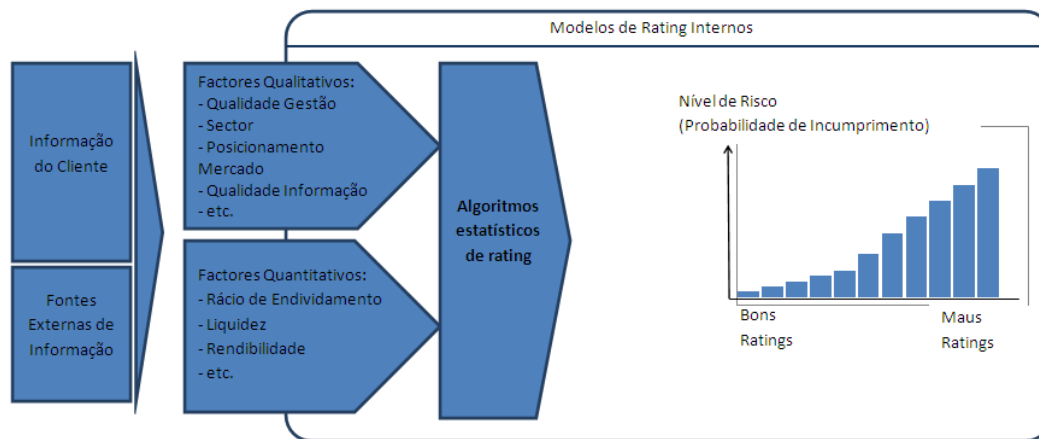 Modelos de Rating Internos
Informação
do Cliente
Fontes
Externas de
Informação
Factores Qualitativos:
- Qualidade Gestão
- Sector
- Posicionamento
Mercado
- Qualidade Informação
- etc.
Factores Quantitativos:
- Rácio de Endividamento
- Liquidez
- Rendibilidade
- etc.
Algoritmos
estatísticos
de rating
Nível de Risco
(Probabilidade de Incumprimento)
Bons
Ratings
Maus
Ratings